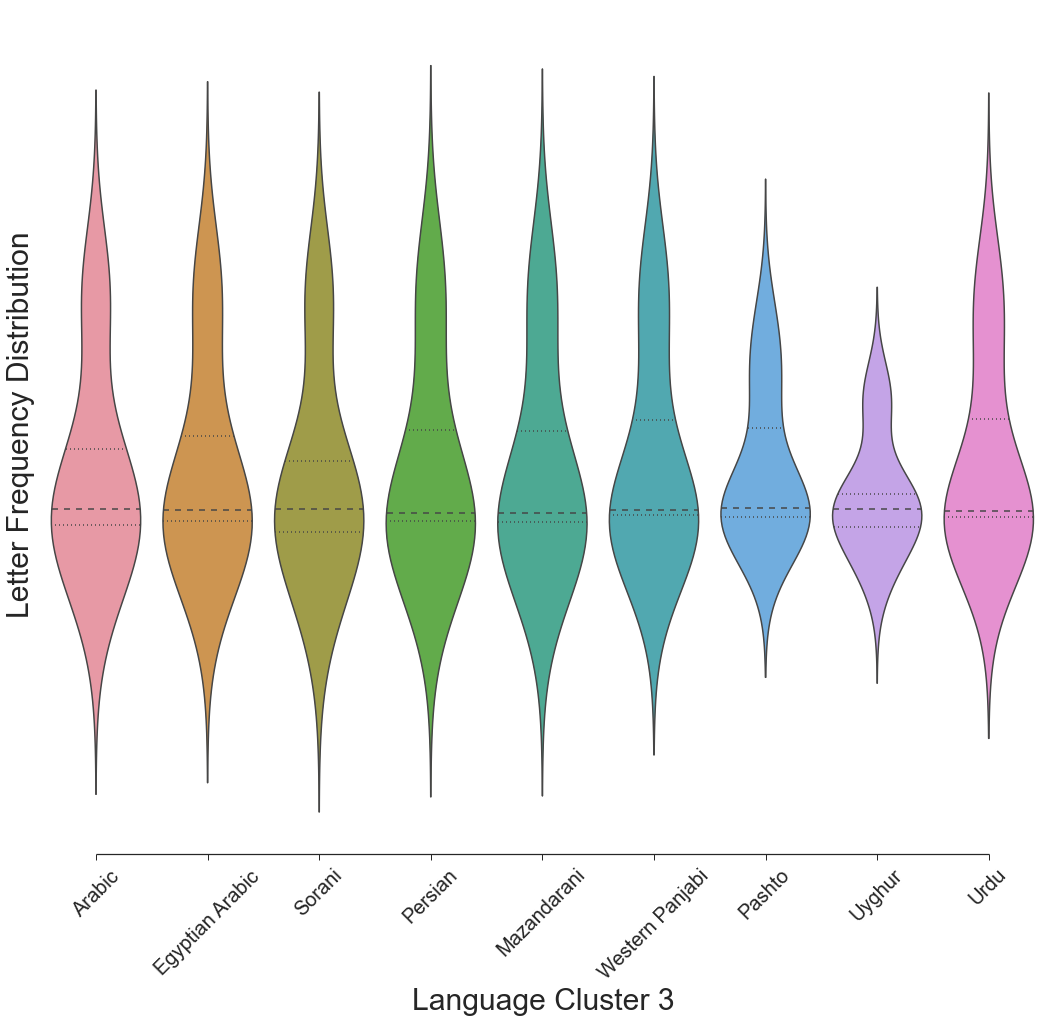 Letter Frequency Distribution
Arabic
Egyptian Arabic
Sorani
Persian
Mazandarani
Western Panjabi
Pashto
Uyghur
Urdu
Language Cluster 3